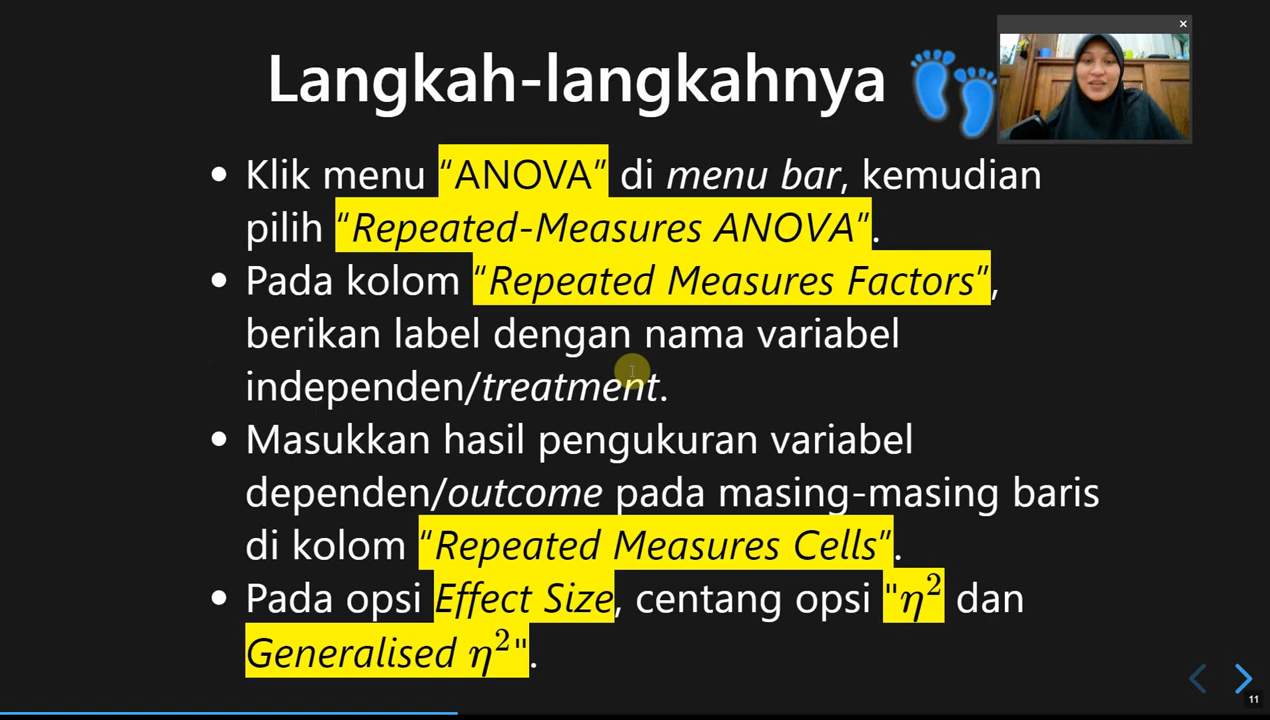 Langkah-langkahnya
• Klik menu “ANOVA” di menu bar, kemudian
pilih “Repeated-Measures ANOVA”.
• Pada kolom “Repeated Measures Factors”,
berikan label dengan nama variabel
independen/treatment.
• Masukkan hasil pengukuran variabel
dependen/outcome pada masing-masing baris
di kolom “Repeated Measures Cells”.
• Pada opsi Effect Size, centang opsi "η² dan
Generalised η²".
11